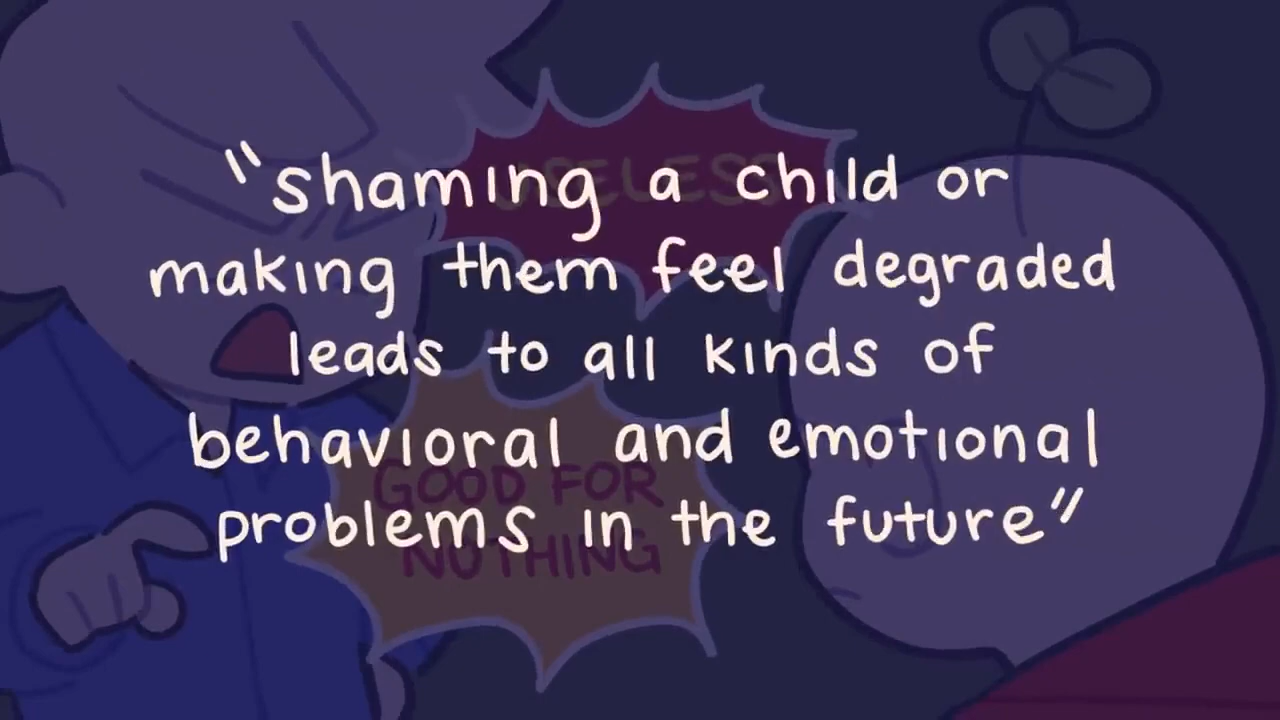 USELESS
"shaming a child or
making them feel degraded
leads to all kinds of
behavioral and emotional
problems in the future"
GOOD FOR
NOTHING